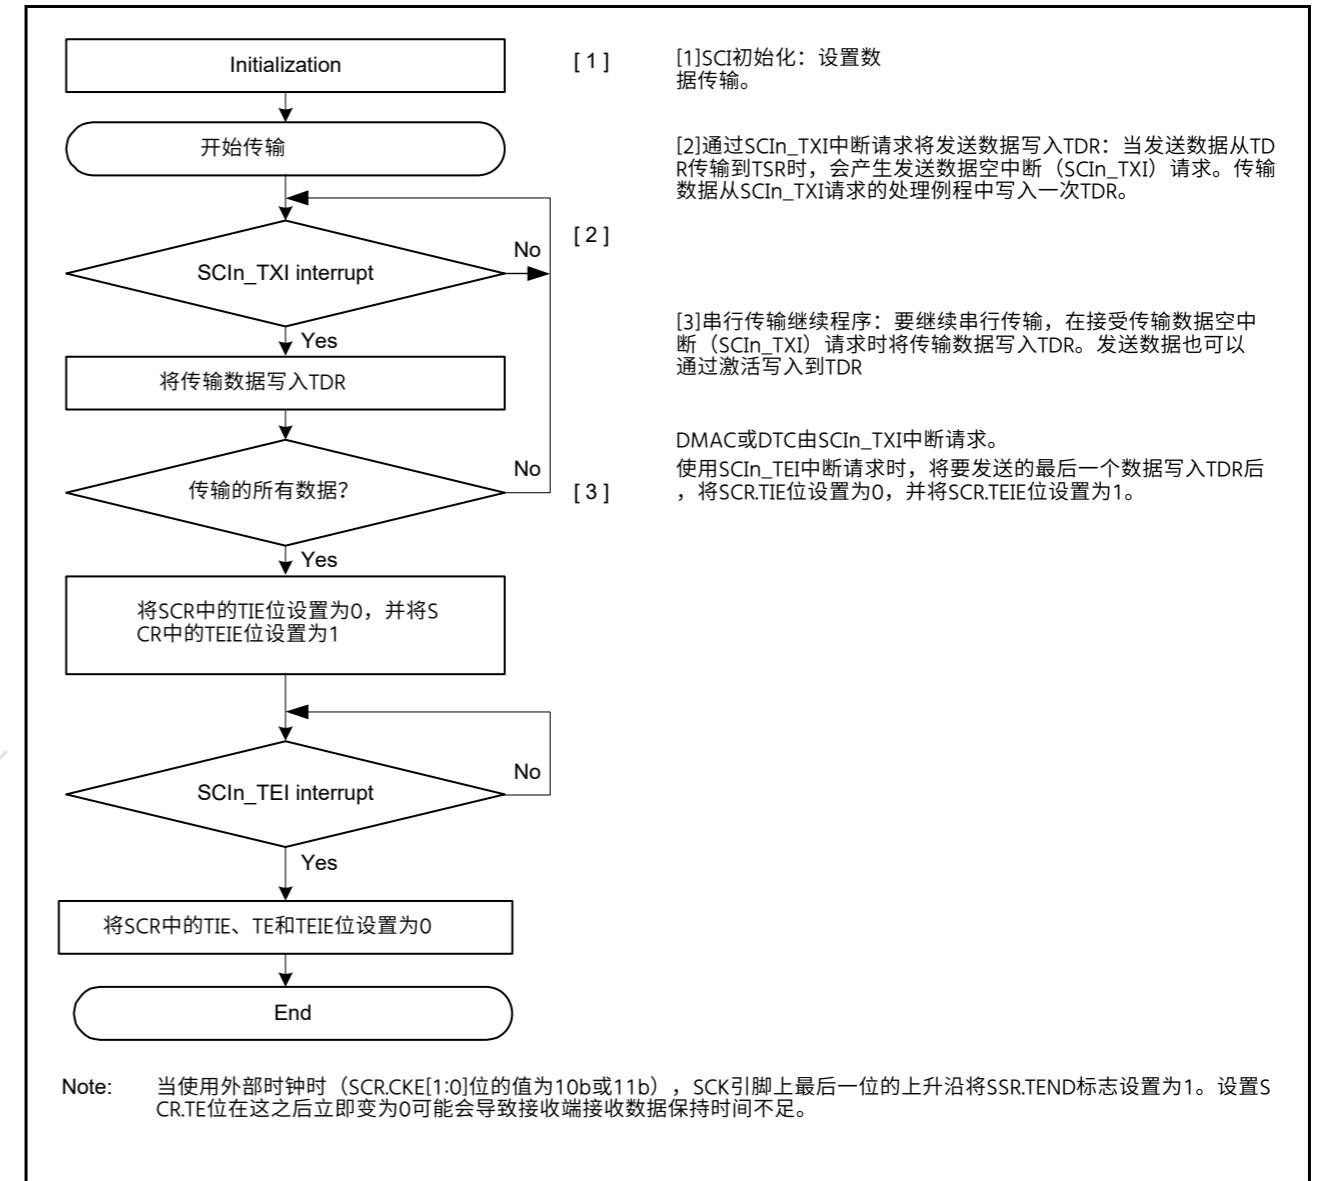 Initialization
[ 1 ]
[1]SCI初始化：设置数
据传输。
开始传输
[2]通过SCIn_TXI中断请求将发送数据写入TDR：当发送数据从TD
R传输到TSR时，会产生发送数据空中断（SCIn_TXI）请求。传输
数据从SCIn_TXI请求的处理例程中写入一次TDR。
[ 2 ]
No
SCIn_TXI interrupt
Yes
[3]串行传输继续程序：要继续串行传输，在接受传输数据空中
断（SCIn_TXI）请求时将传输数据写入TDR。发送数据也可以
通过激活写入到TDR
将传输数据写入TDR
DMAC或DTC由SCIn_TXI中断请求。
使用SCIn_TEI中断请求时，将要发送的最后一个数据写入TDR后
，将SCR.TIE位设置为0，并将SCR.TEIE位设置为1。
No
传输的所有数据？
[ 3 ]
Yes
将SCR中的TIE位设置为0，并将S
CR中的TEIE位设置为1
No
SCIn_TEI interrupt
Yes
将SCR中的TIE、TE和TEIE位设置为0
End
Note: 当使用外部时钟时（SCR.CKE[1:0]位的值为10b或11b），SCK引脚上最后一位的上升沿将SSR.TEND标志设置为1。设置S
CR.TE位在这之后立即变为0可能会导致接收端接收数据保持时间不足。